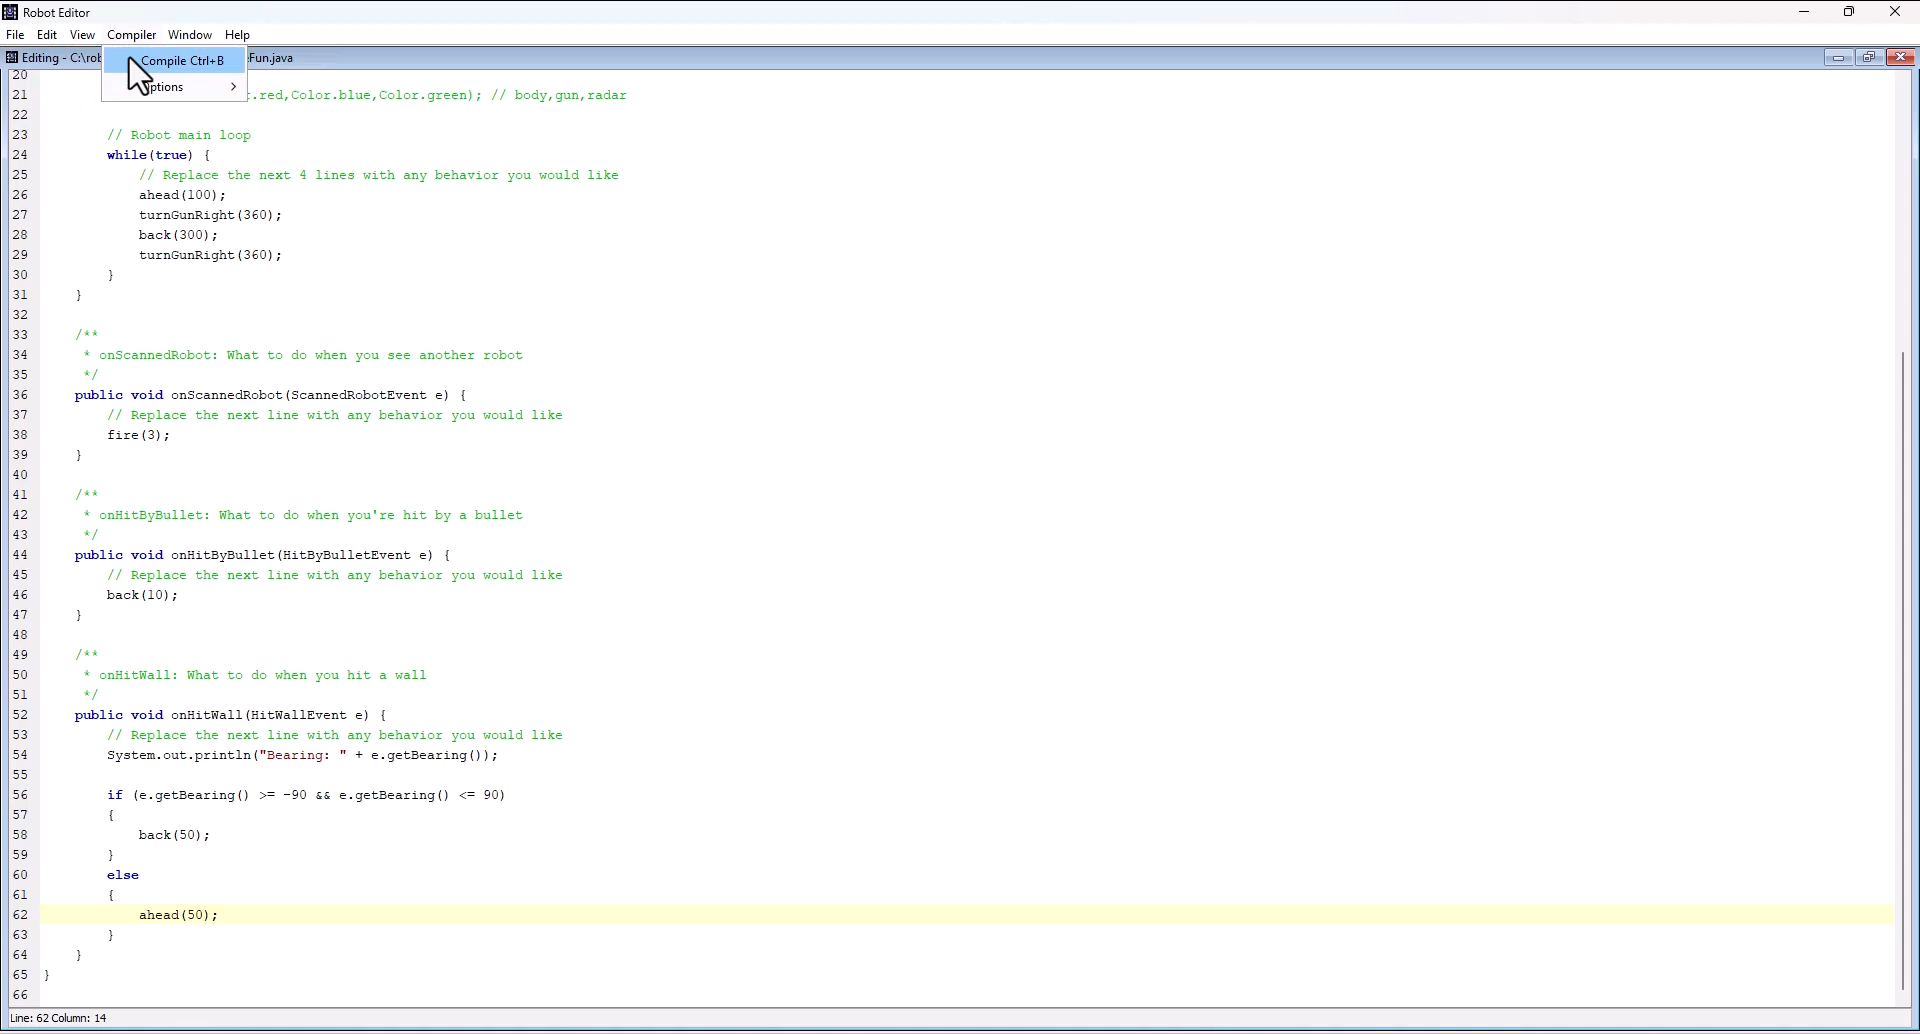 Robot Editor
File Edit View Compiler Window Help
Editing - C:\rob Fun.java
Compile Ctrl+B
ptions
20
21 .red,Color.blue,Color.green); // body,gun,radar
22
23 // Robot main loop
24 while(true) {
25 // Replace the next 4 lines with any behavior you would like
26 ahead(100);
27 turnGunRight(360);
28 back(300);
29 turnGunRight(360);
30 }
31 }
32
33 /**
34 * onScannedRobot: What to do when you see another robot
35 */
36 public void onScannedRobot(ScannedRobotEvent e) {
37 // Replace the next line with any behavior you would like
38 fire(3);
39 }
40
41 /**
42 * onHitByBullet: What to do when you're hit by a bullet
43 */
44 public void onHitByBullet(HitByBulletEvent e) {
45 // Replace the next line with any behavior you would like
46 back(10);
47 }
48
49 /**
50 * onHitWall: What to do when you hit a wall
51 */
52 public void onHitWall(HitWallEvent e) {
53 // Replace the next line with any behavior you would like
54 System.out.println("Bearing: " + e.getBearing());
55
56 if (e.getBearing() >= -90 && e.getBearing() <= 90)
57 {
58 back(50);
59 }
60 else
61 {
62 ahead(50);
63 }
64 }
65 }
66
Line: 62 Column: 14